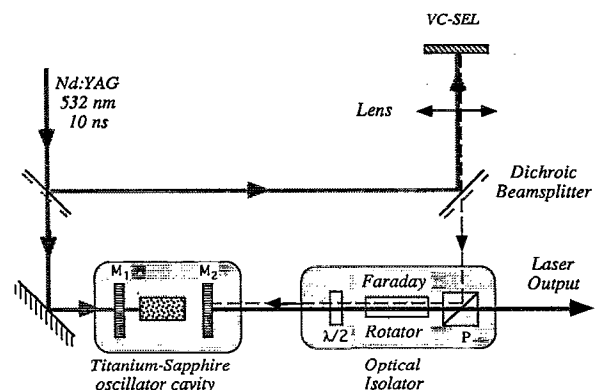 VC-SEL
Nd:YAG
532 nm
10 ns
Lens
Dichroic
Beamsplitter
M1
M2
Faraday
Laser
Output
λ/2
Rotator
P
Titanium-Sapphire
oscillator cavity
Optical
Isolator